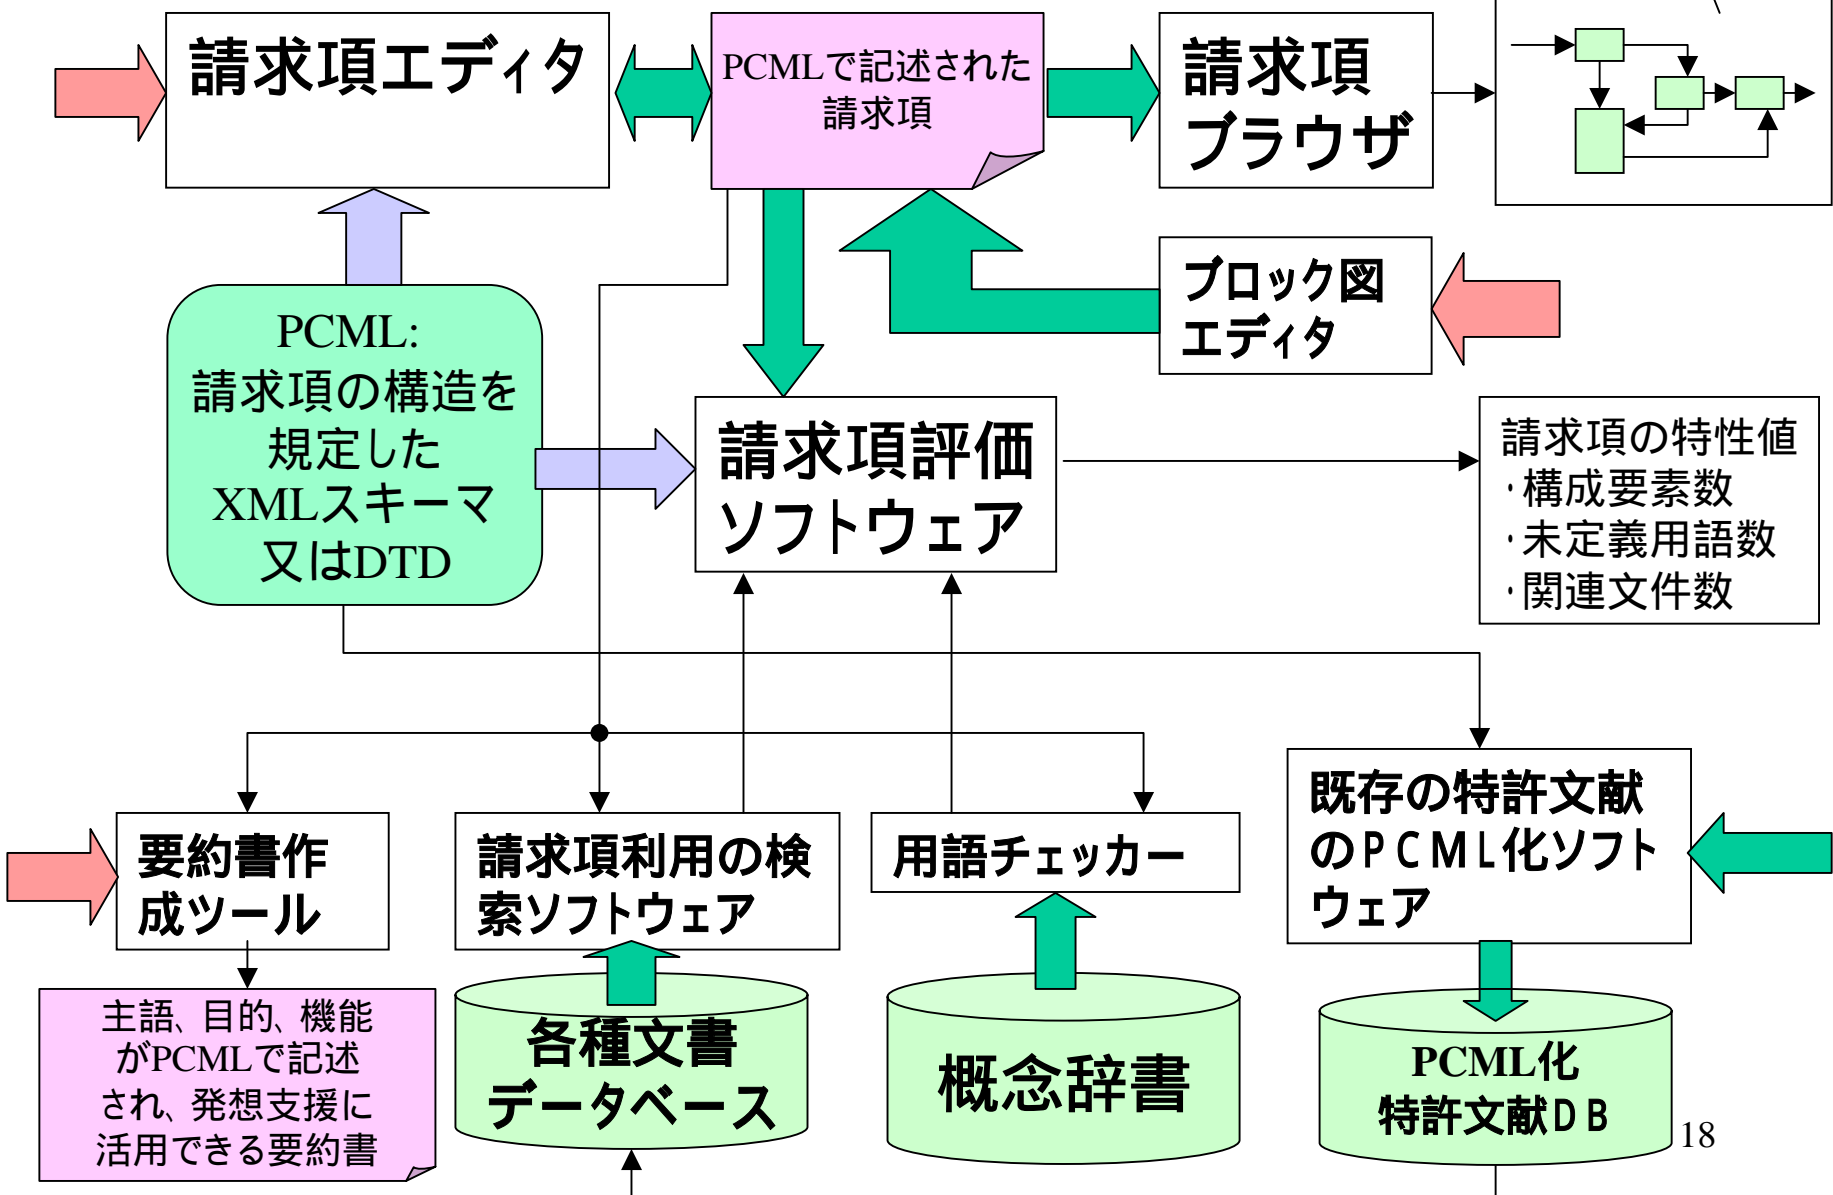 請求項エディタ
PCMLで記述された
請求項
請求項
ブラウザ
ブロック図
エディタ
PCML:
請求項の構造を
規定した
XMLスキーマ
又はDTD
請求項評価
ソフトウェア
請求項の特性値
・構成要素数
・未定義用語数
・関連文件数
要約書作
成ツール
請求項利用の検
索ソフトウェア
用語チェッカー
既存の特許文献
のPCML化ソフト
ウェア
主語、目的、機能
がPCMLで記述
され、発想支援に
活用できる要約書
各種文書
データベース
概念辞書
PCML化
特許文献DB
18